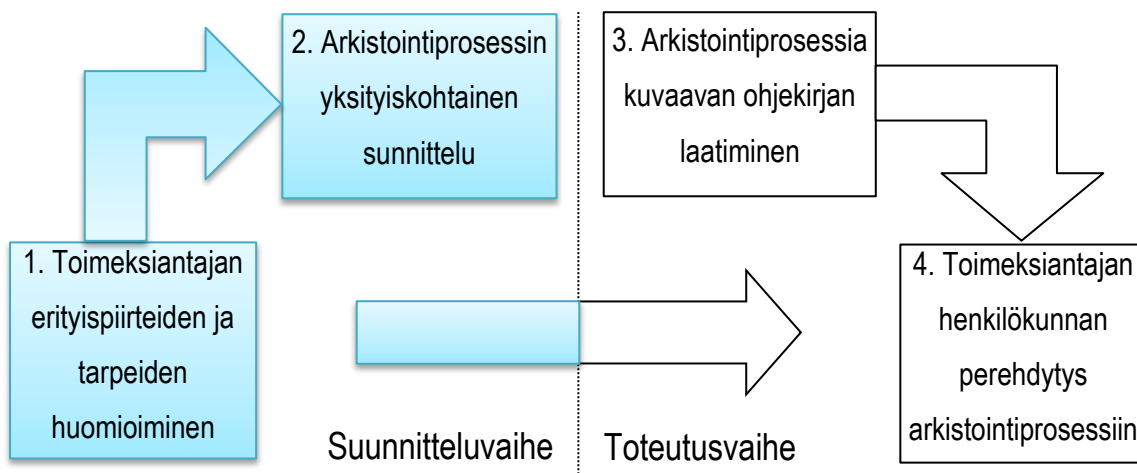 1. Toimeksiantajan
erityispiirteiden ja
tarpeiden
huomioiminen
2. Arkistointiprosessin
yksityiskohtainen
sunnittelu
3. Arkistointiprosessia
kuvaavan ohjekirjan
laatiminen
4. Toimeksiantajan
henkilökunnan
perehdytys
arkistointiprosessiin
Suunnitteluvaihe
Toteutusvaihe